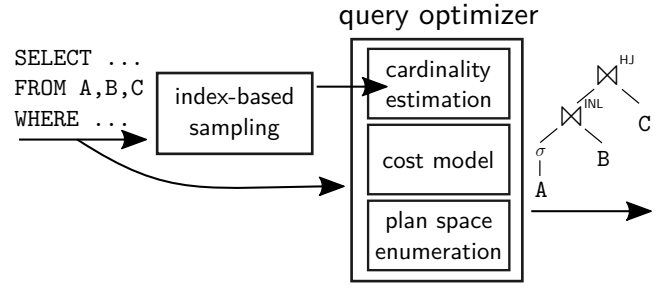 query optimizer
SELECT ...
FROM A,B,C
WHERE ...
index-based
sampling
cardinality
estimation
cost model
plan space
enumeration
⋈HJ
⋈INL
C
σ
B
A